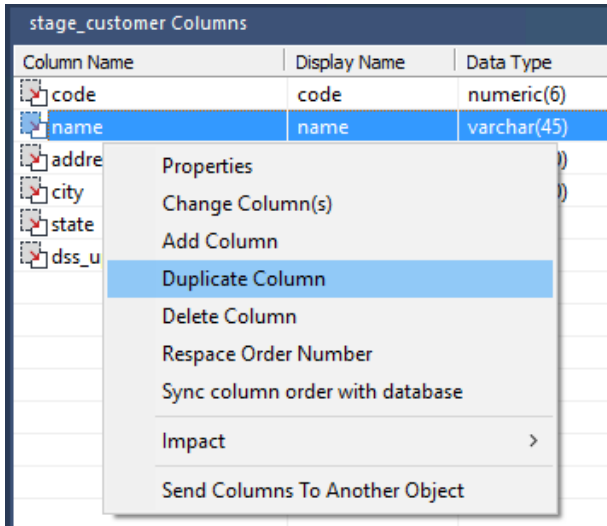 stage_customer Columns
Column Name Display Name Data Type
code code numeric(6)
name name varchar(45)
addre )
city )
state
dss_u
Properties
Change Column(s)
Add Column
Duplicate Column
Delete Column
Respace Order Number
Sync column order with database
Impact >
Send Columns To Another Object